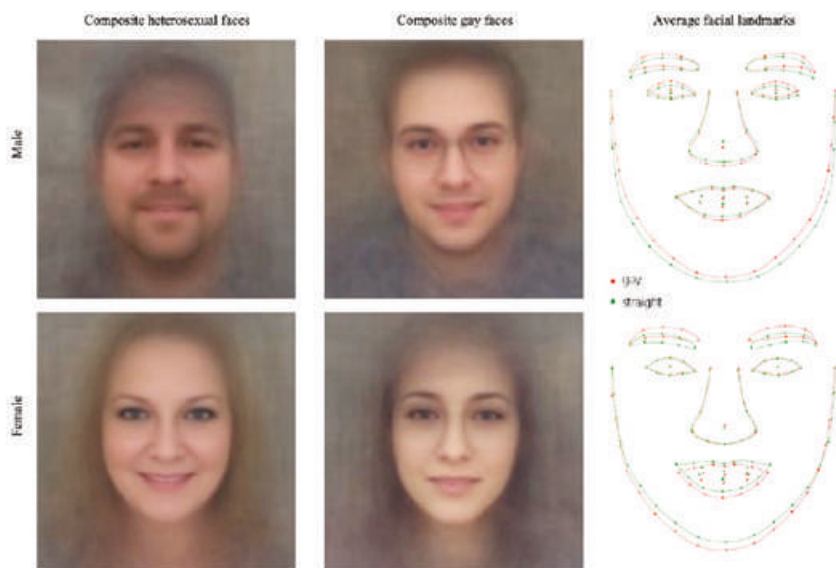 Composite heterosexual faces
Composite gay faces
Average facial landmarks
Male
gay
straight
Female